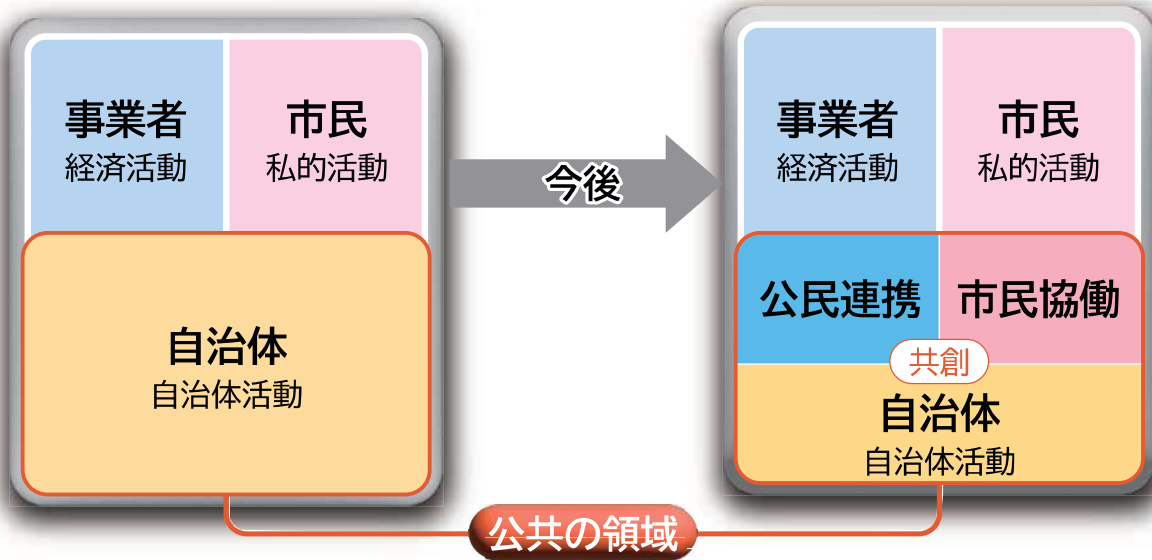 事業者
経済活動
市民
私的活動
自治体
自治体活動
今後
事業者
経済活動
市民
私的活動
公民連携
市民協働
共創
自治体
自治体活動
公共の領域